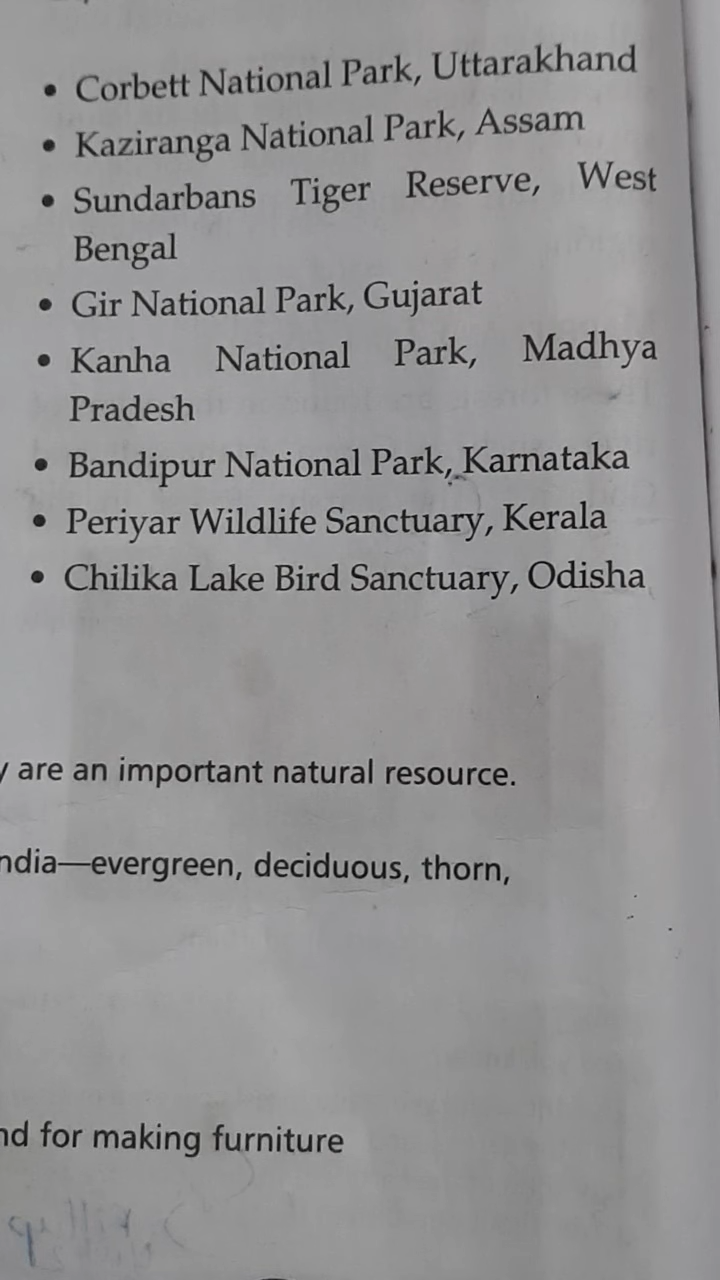 • Corbett National Park, Uttarakhand
• Kaziranga National Park, Assam
• Sundarbans Tiger Reserve, West
Bengal
• Gir National Park, Gujarat
• Kanha National Park, Madhya
Pradesh
• Bandipur National Park, Karnataka
• Periyar Wildlife Sanctuary, Kerala
• Chilika Lake Bird Sanctuary, Odisha
are an important natural resource.
ndia—evergreen, deciduous, thorn,
nd for making furniture